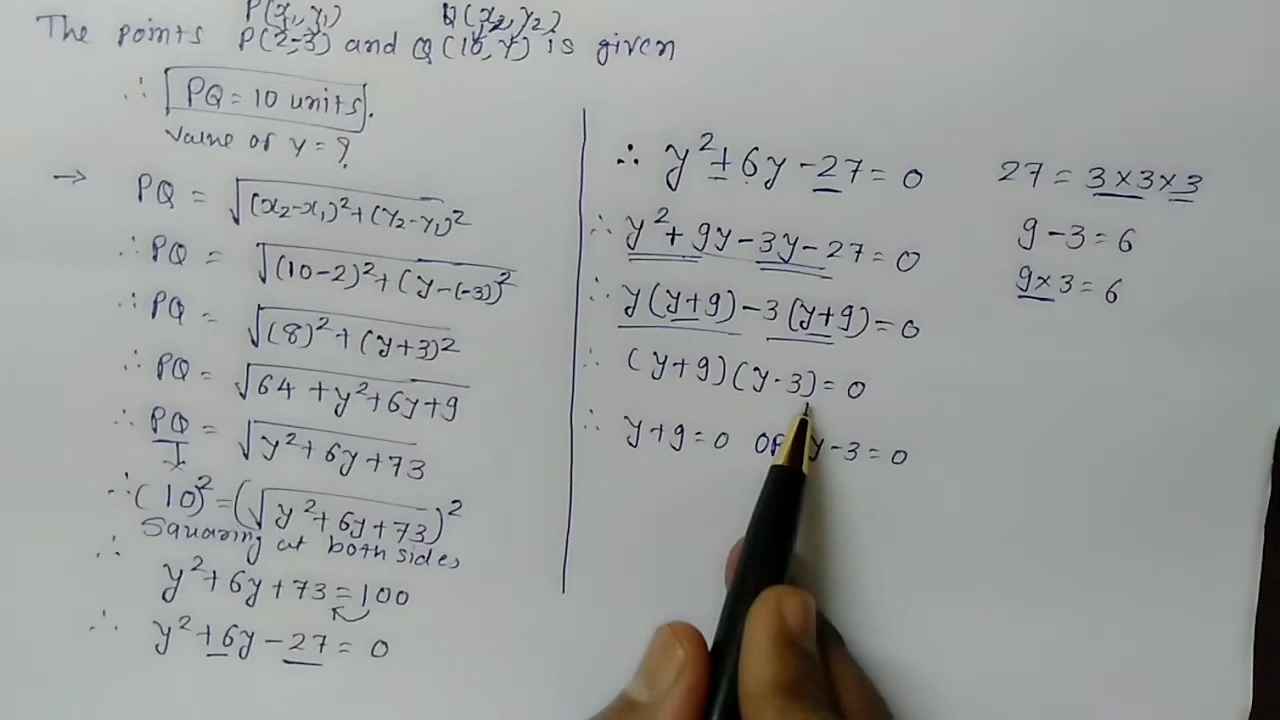 P(x₁, y₁) Q(x₂, y₂)
The points P(2-3) and Q(10, Y) is given
∴ PQ = 10 units.
Value of y = ?
→ PQ = √(x₂-x₁)²+(Y₂-Y₁)²
∴ PQ = √(10-2)²+(y-(-3))²
∴ PQ = √(8)²+(y+3)²
∴ PQ = √64 + y²+6y+9
∴ PQ = √y²+6y+73
∴ (10)² = (√y²+6y+73)²
Squaring at both sides
∴ y²+6y+73 = 100
∴ y²+6y-27 = 0
∴ y²+6y-27 = 0
∴ y²+9y-3y-27 = 0
∴ y(y+9)-3(y+9) = 0
∴ (y+9)(y-3) = 0
∴ y+9=0 or y-3=0
27 = 3×3×3
9-3=6
9×3=6